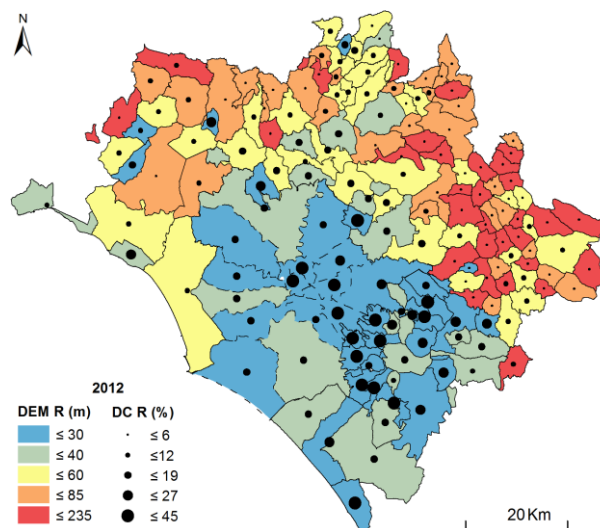 N
2012
DEM R (m) DC R (%)
≤ 30 ≤ 6
≤ 40 ≤12
≤ 60 ≤ 19
≤ 85 ≤ 27
≤ 235 ≤ 45
20 Km